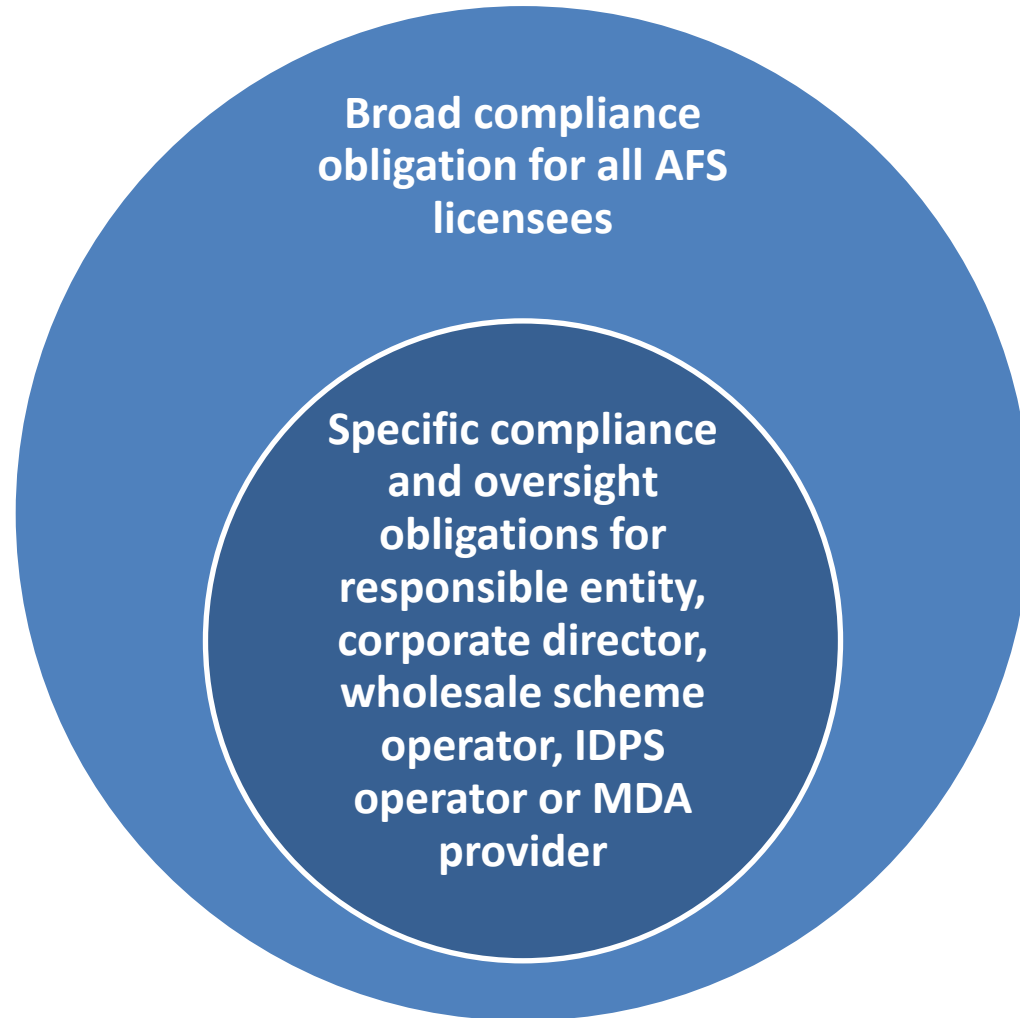 Broad compliance
obligation for all AFS
licensees
Specific compliance
and oversight
obligations for
responsible entity,
corporate director,
wholesale scheme
operator, IDPS
operator or MDA
provider